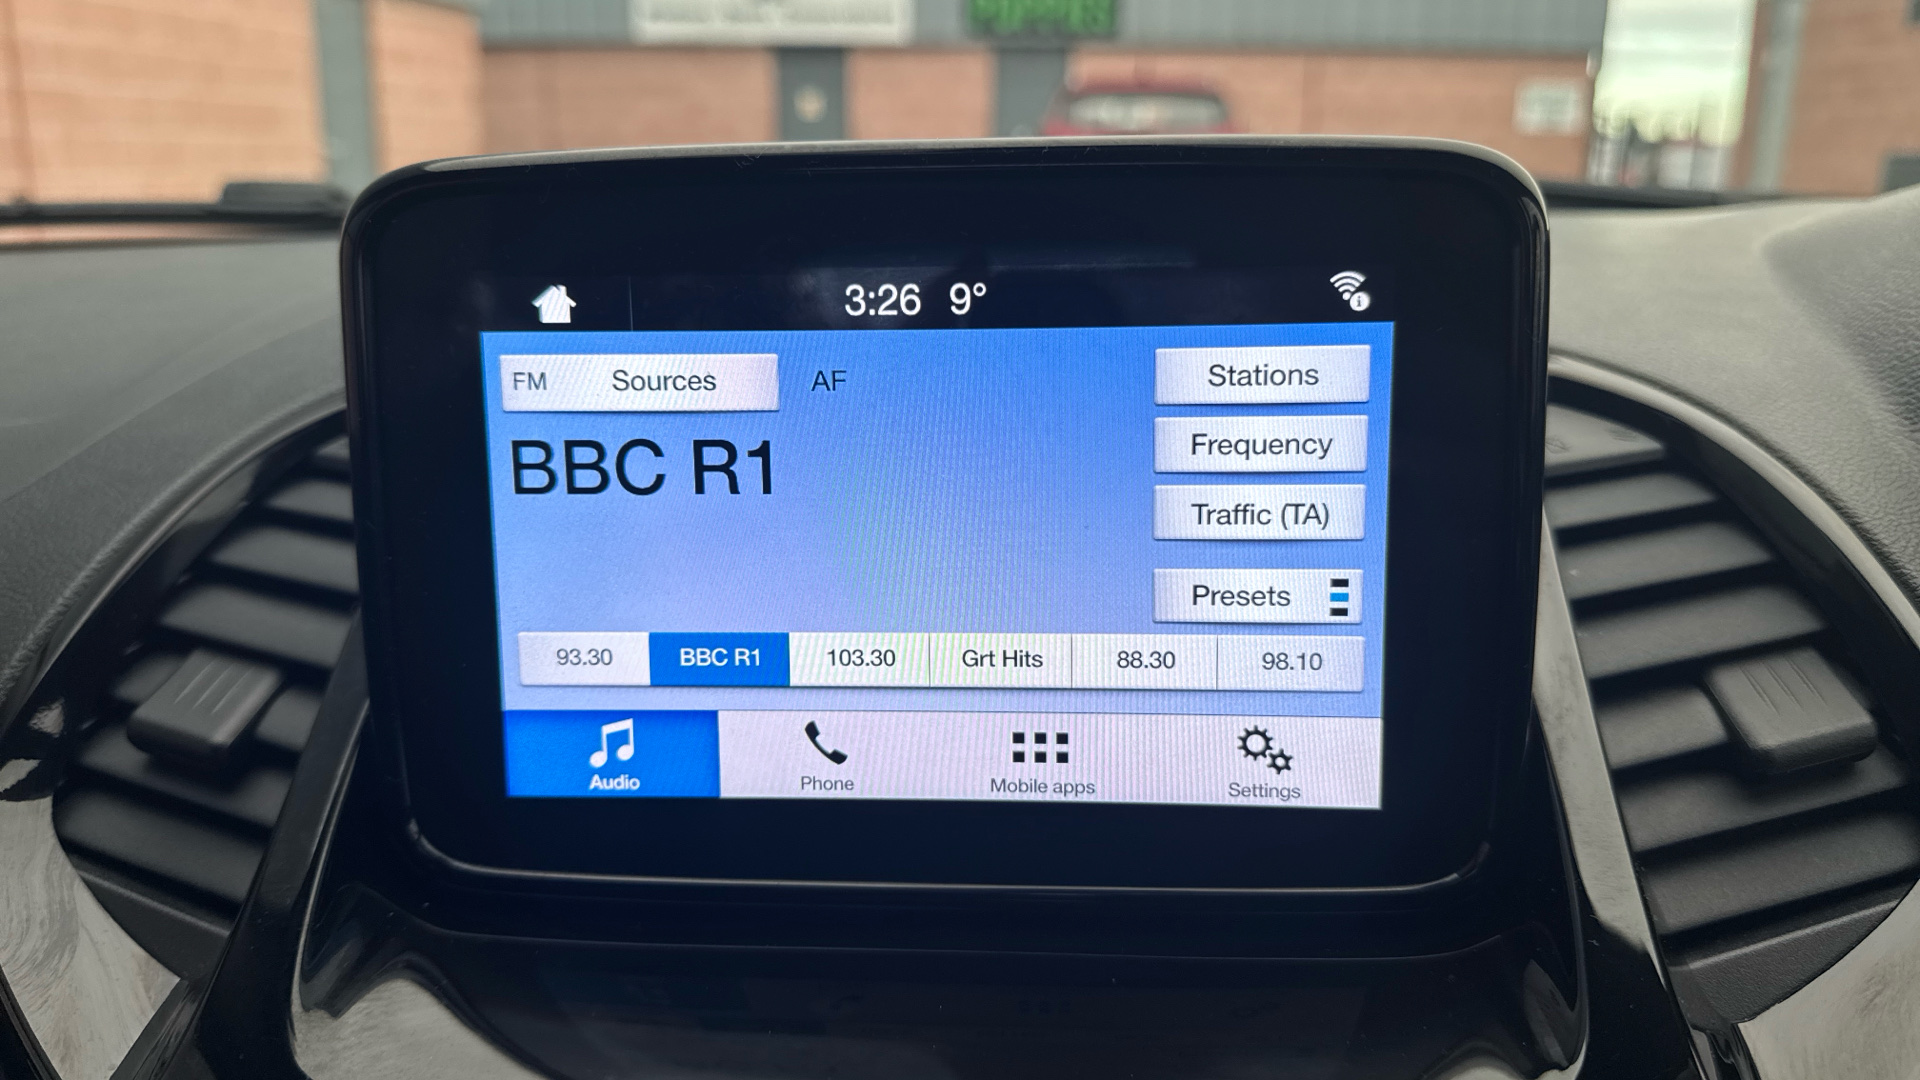 3:26 9°
FM Sources AF
Stations
BBC R1
Frequency
Traffic (TA)
Presets
93.30 BBC R1 103.30 Grt Hits 88.30 98.10
Audio Phone Mobile apps Settings